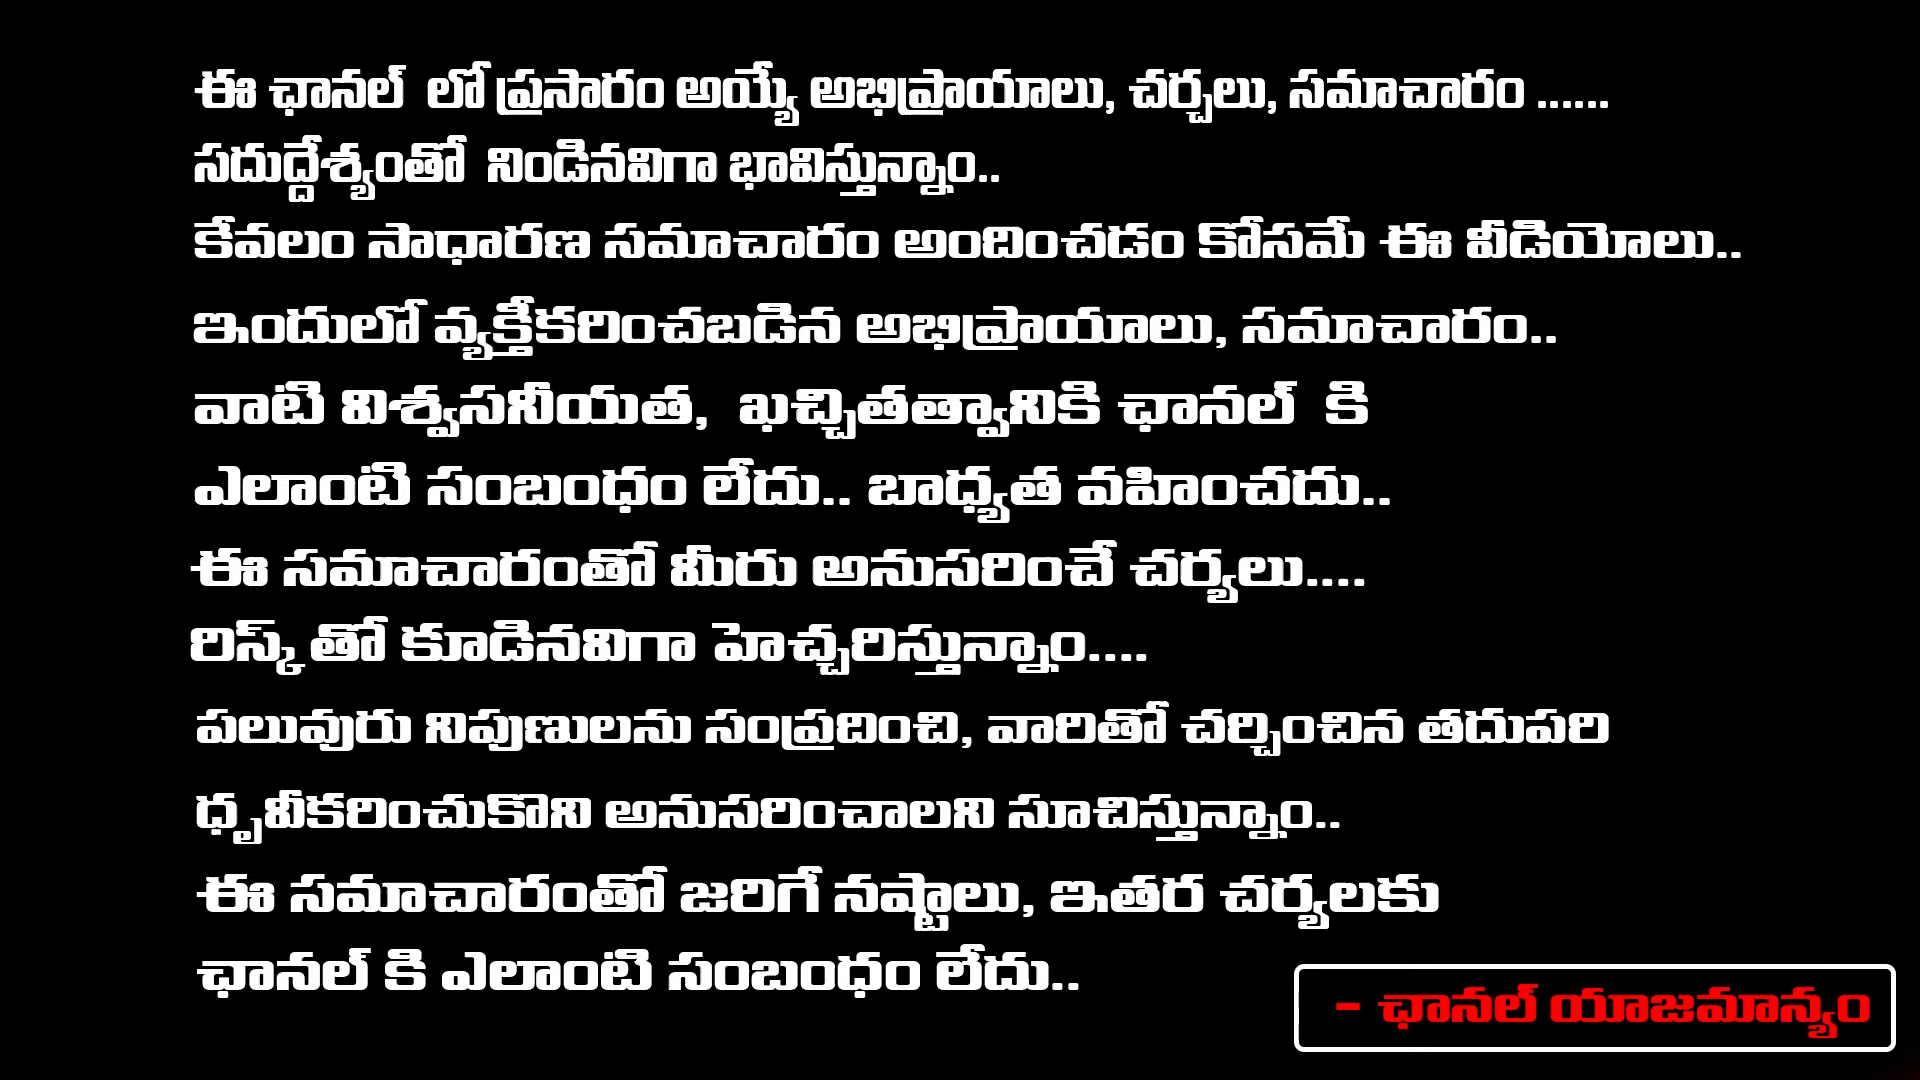 ఈ ఛానల్ లో ప్రసారం అయ్యే అభిప్రాయాలు, చర్చలు, సమాచారం ......
సదుద్దేశ్యంతో నిండినవిగా భావిస్తున్నాం..
కేవలం సాధారణ సమాచారం అందించడం కోసమే ఈ వీడియోలు..
ఇందులో వ్యక్తీకరించబడిన అభిప్రాయాలు, సమాచారం..
వాటి విశ్వసనీయత, ఖచ్చితత్వానికి ఛానల్ కి
ఎలాంటి సంబంధం లేదు.. బాధ్యత వహించదు..
ఈ సమాచారంతో మీరు అనుసరించే చర్యలు....
రిస్క్ తో కూడినవిగా హెచ్చరిస్తున్నాం....
పలువురు నిపుణులను సంప్రదించి, వారితో చర్చించిన తదుపరి
ధృవీకరించుకొని అనుసరించాలని సూచిస్తున్నాం..
ఈ సమాచారంతో జరిగే నష్టాలు, ఇతర చర్యలకు
ఛానల్ కి ఎలాంటి సంబంధం లేదు..
- ఛానల్ యాజమాన్యం